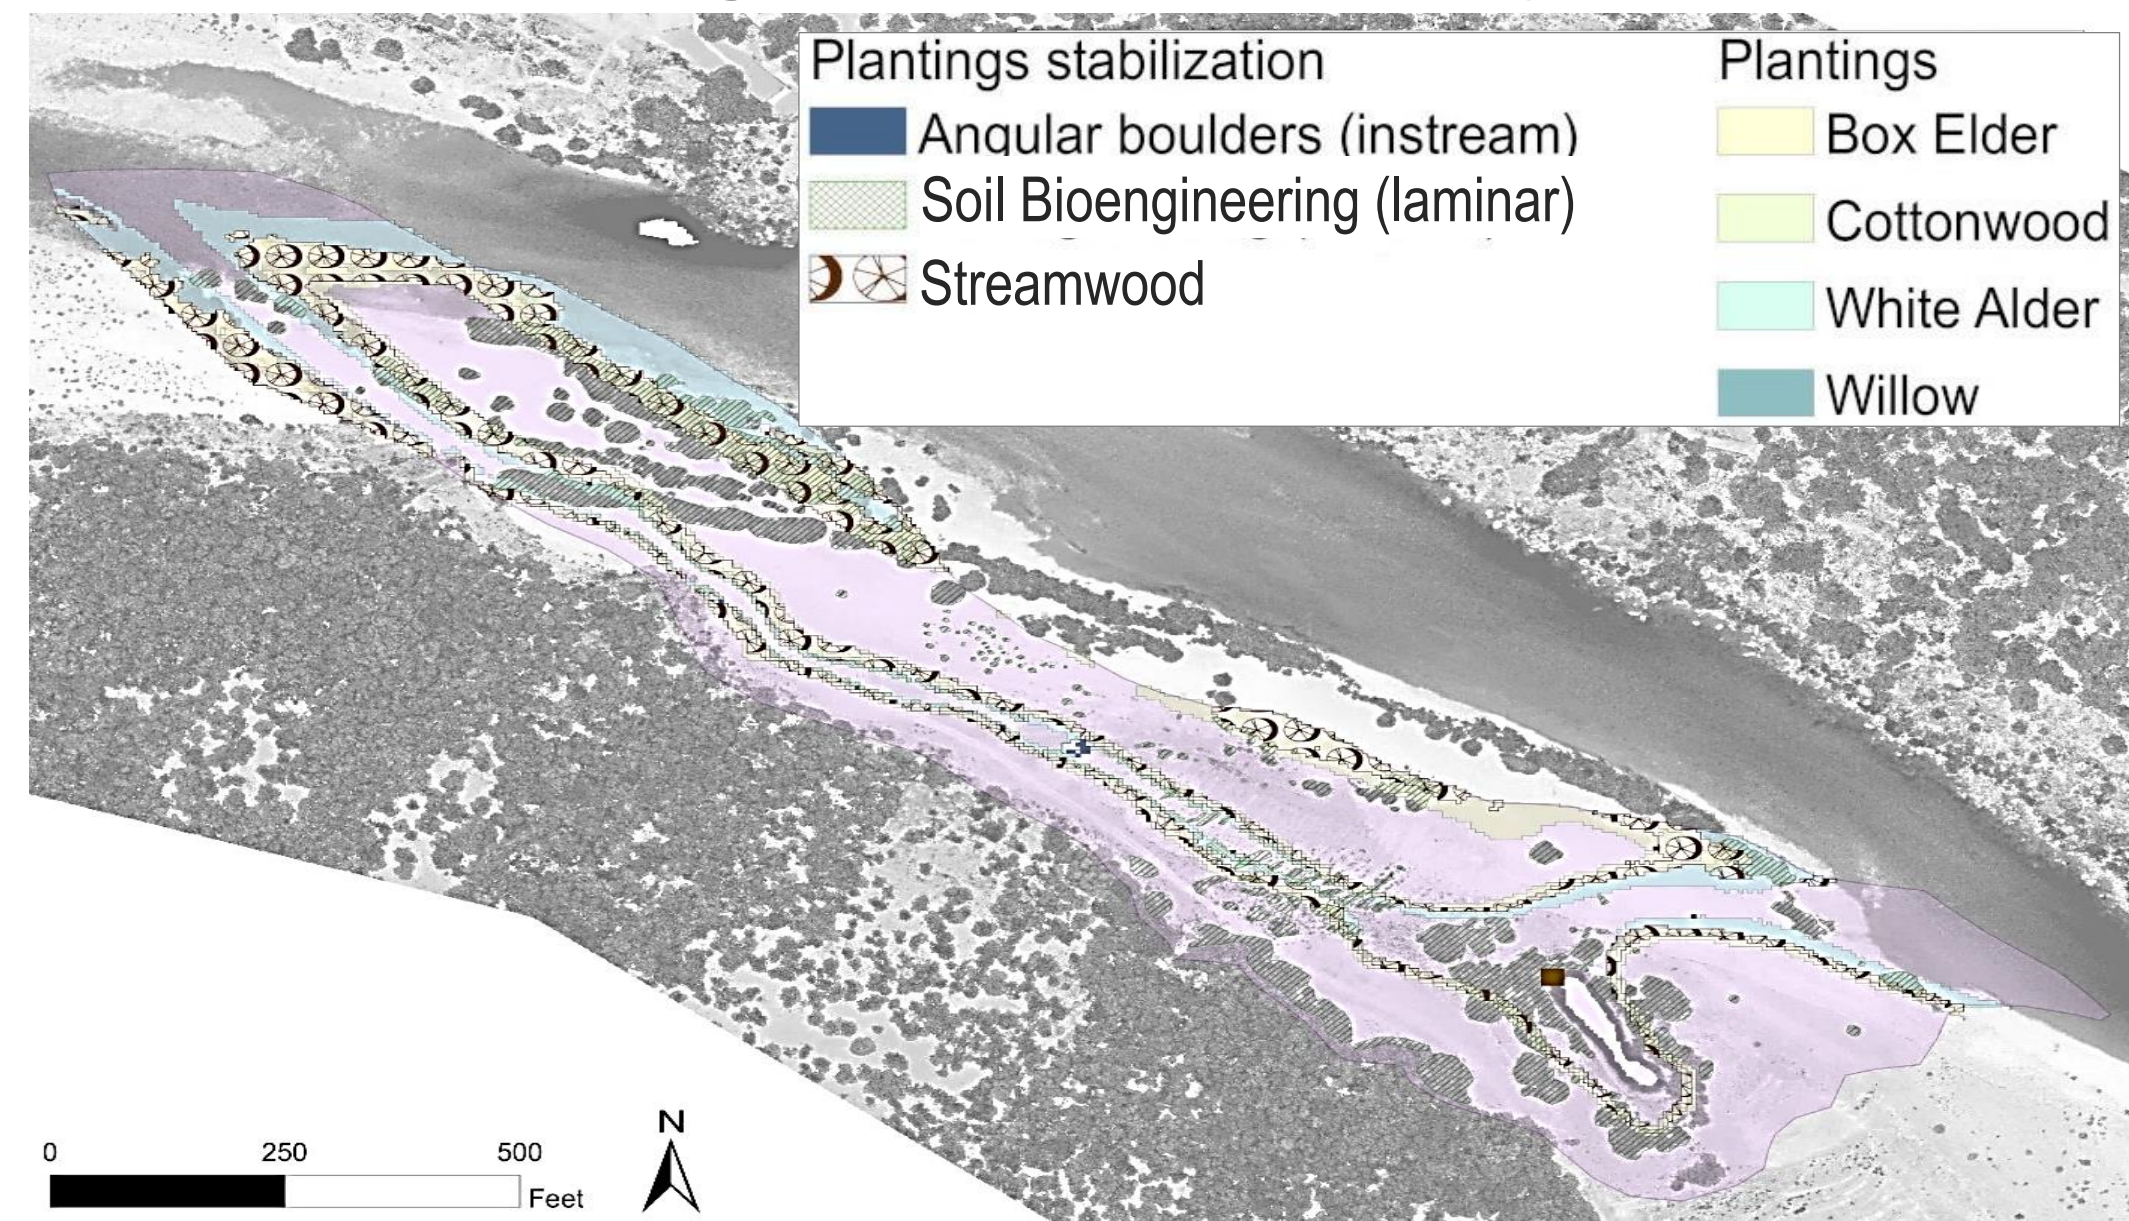 Plantings stabilization
Angular boulders (instream)
Soil Bioengineering (laminar)
Streamwood
Plantings
Box Elder
Cottonwood
White Alder
Willow
0 250 500
Feet
N